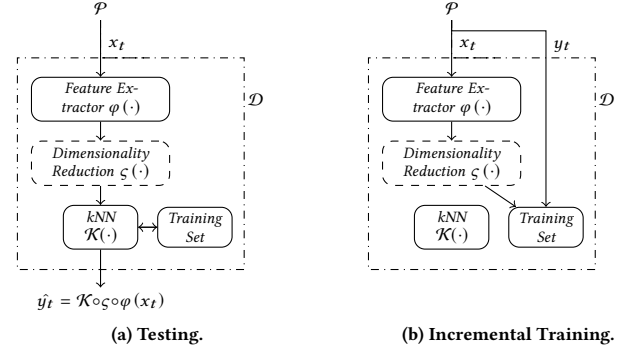 𝒫
x_t
Feature Ex-
tractor φ(·)
𝒟
Dimensionality
Reduction ς(·)
kNN
𝒦(·)
Training
Set
ŷ_t = 𝒦∘ς∘φ(x_t)
(a) Testing.
𝒫
x_t
y_t
Feature Ex-
tractor φ(·)
𝒟
Dimensionality
Reduction ς(·)
kNN
𝒦(·)
Training
Set
(b) Incremental Training.